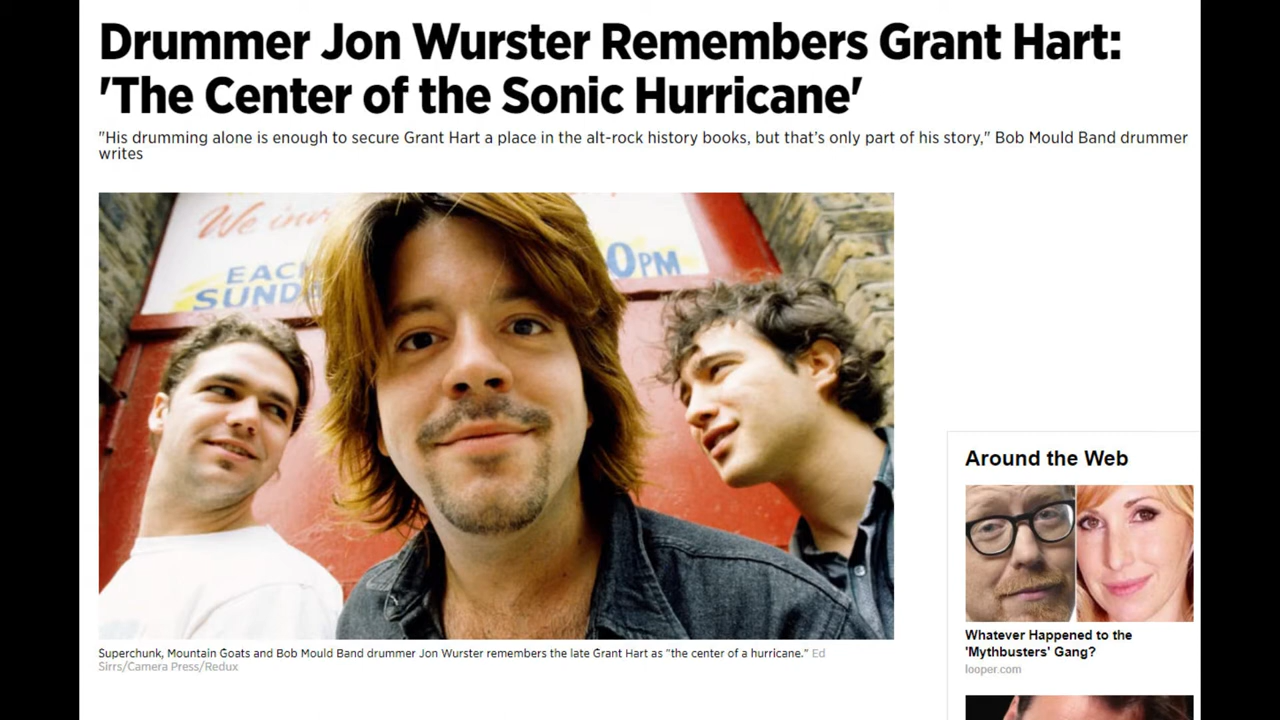 Drummer Jon Wurster Remembers Grant Hart:
'The Center of the Sonic Hurricane'
"His drumming alone is enough to secure Grant Hart a place in the alt-rock history books, but that's only part of his story," Bob Mould Band drummer
writes
We
EACH
SUND
0PM
Superchunk, Mountain Goats and Bob Mould Band drummer Jon Wurster remembers the late Grant Hart as "the center of a hurricane." Ed
Sirrs/Camera Press/Redux
Around the Web
Whatever Happened to the
'Mythbusters' Gang?
looper.com